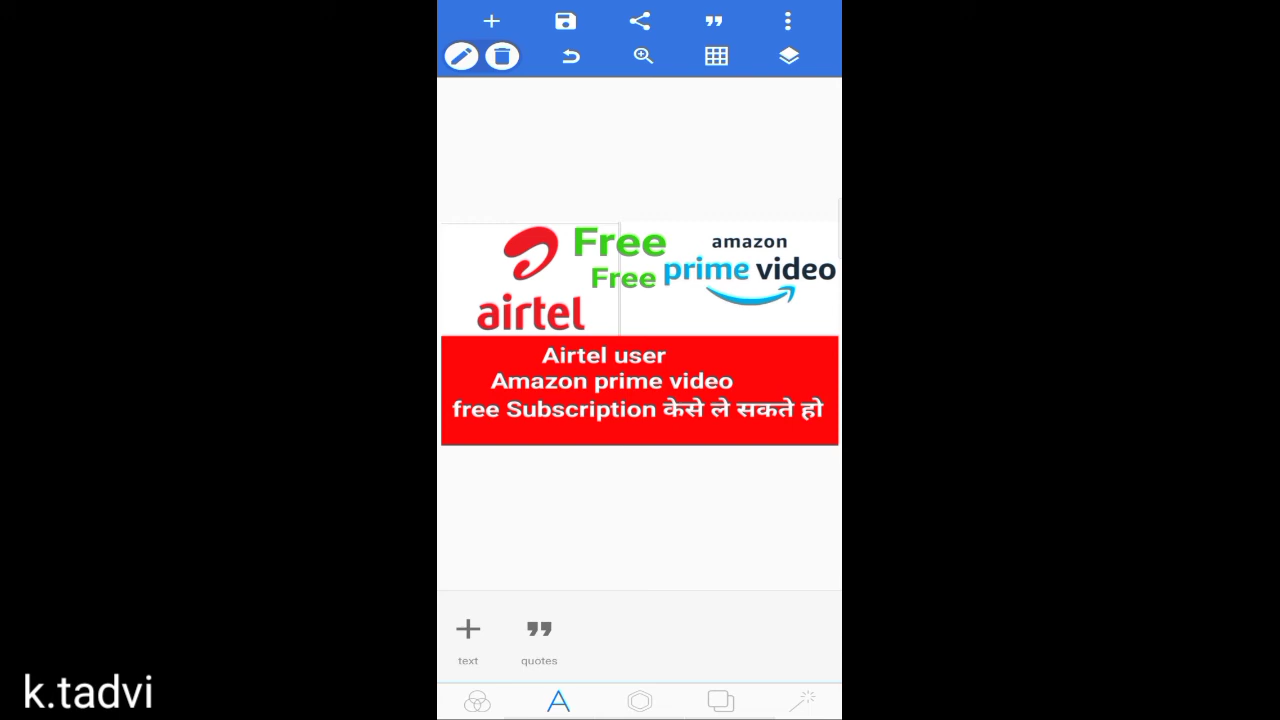 Free
Free
airtel
amazon
prime video
Airtel user
Amazon prime video
free Subscription केसे ले सकते हो
text
quotes
k.tadvi